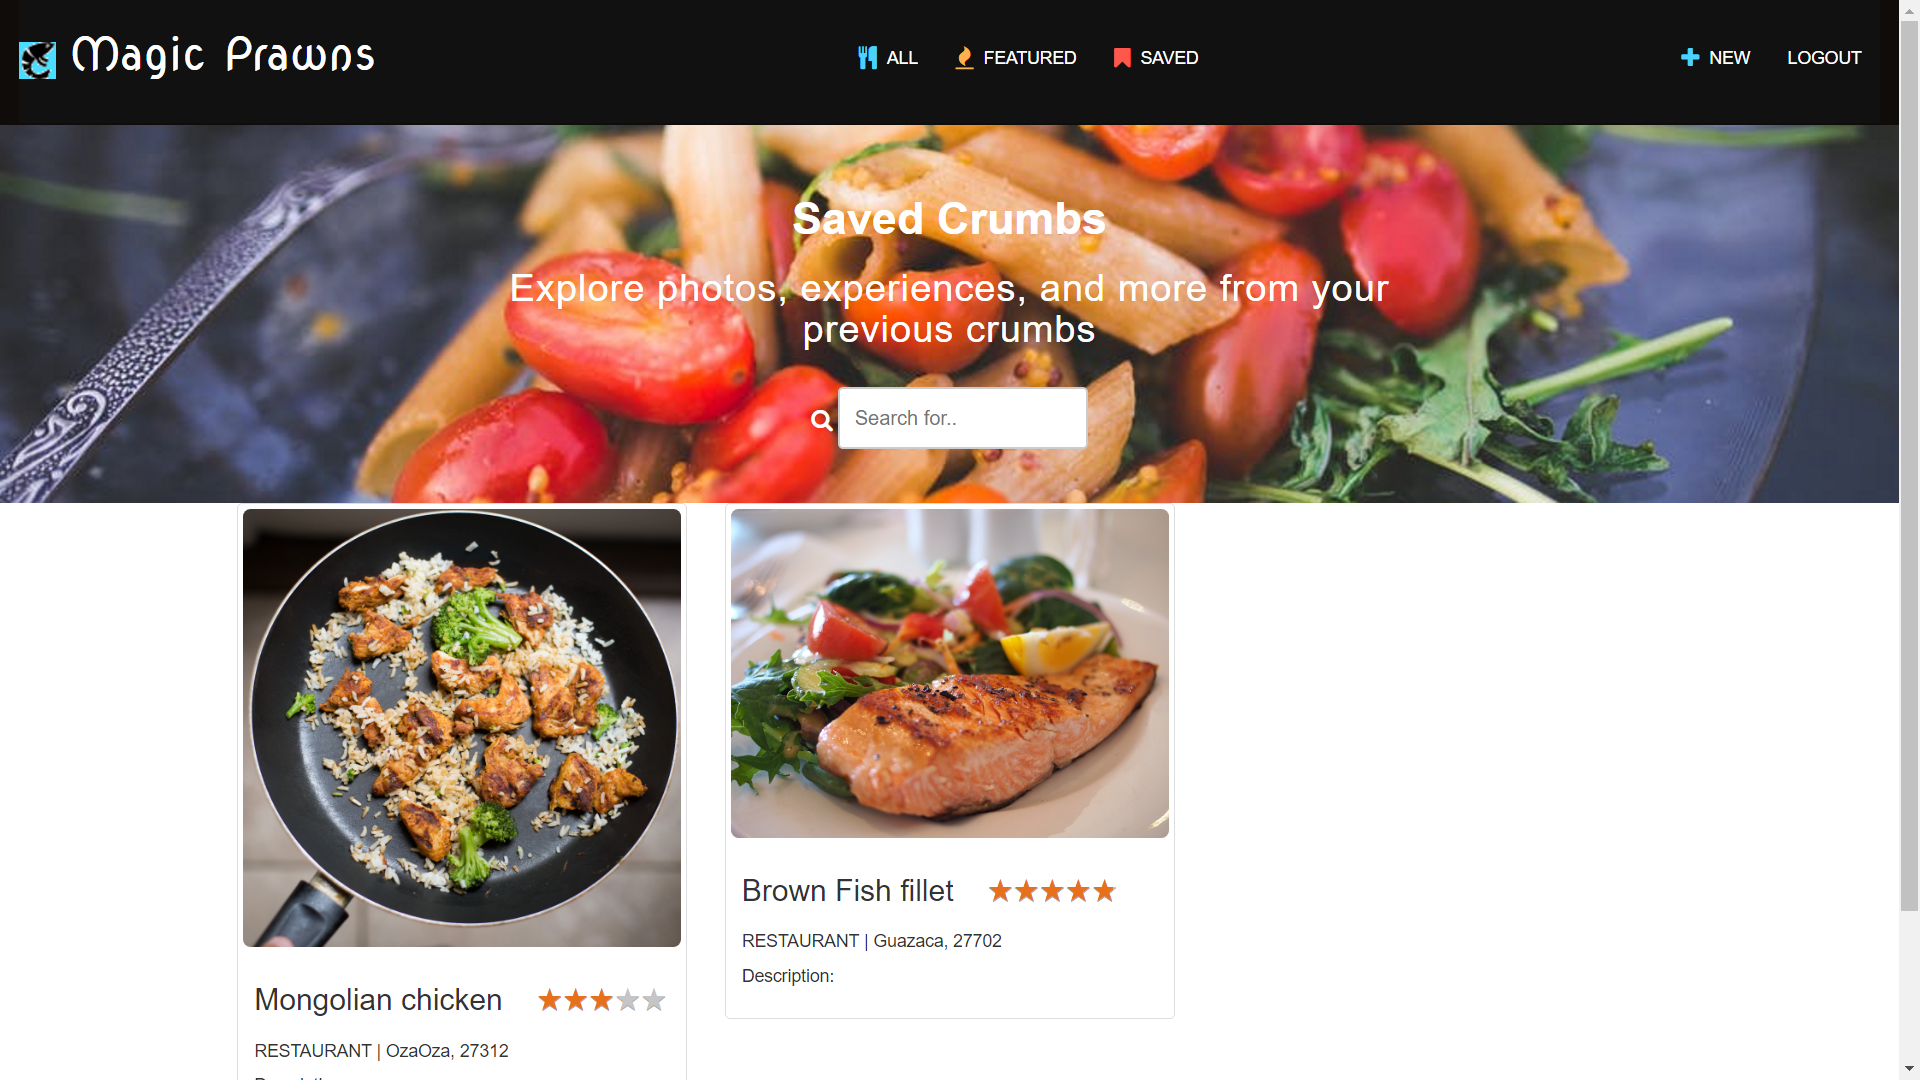 Magic Prawns
ALL
FEATURED
SAVED
NEW
LOGOUT
Saved Crumbs
Explore photos, experiences, and more from your
previous crumbs
Search for..
Brown Fish fillet
RESTAURANT | Guazaca, 27702
Description:
Mongolian chicken
RESTAURANT | OzaOza, 27312